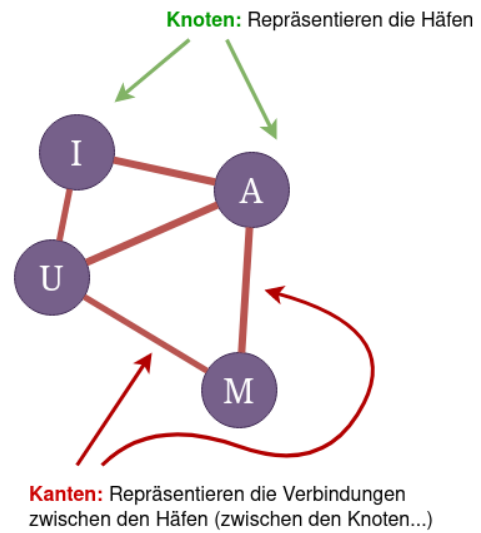 Knoten: Repräsentieren die Häfen
I
A
U
M
Kanten: Repräsentieren die Verbindungen
zwischen den Häfen (zwischen den Knoten...)